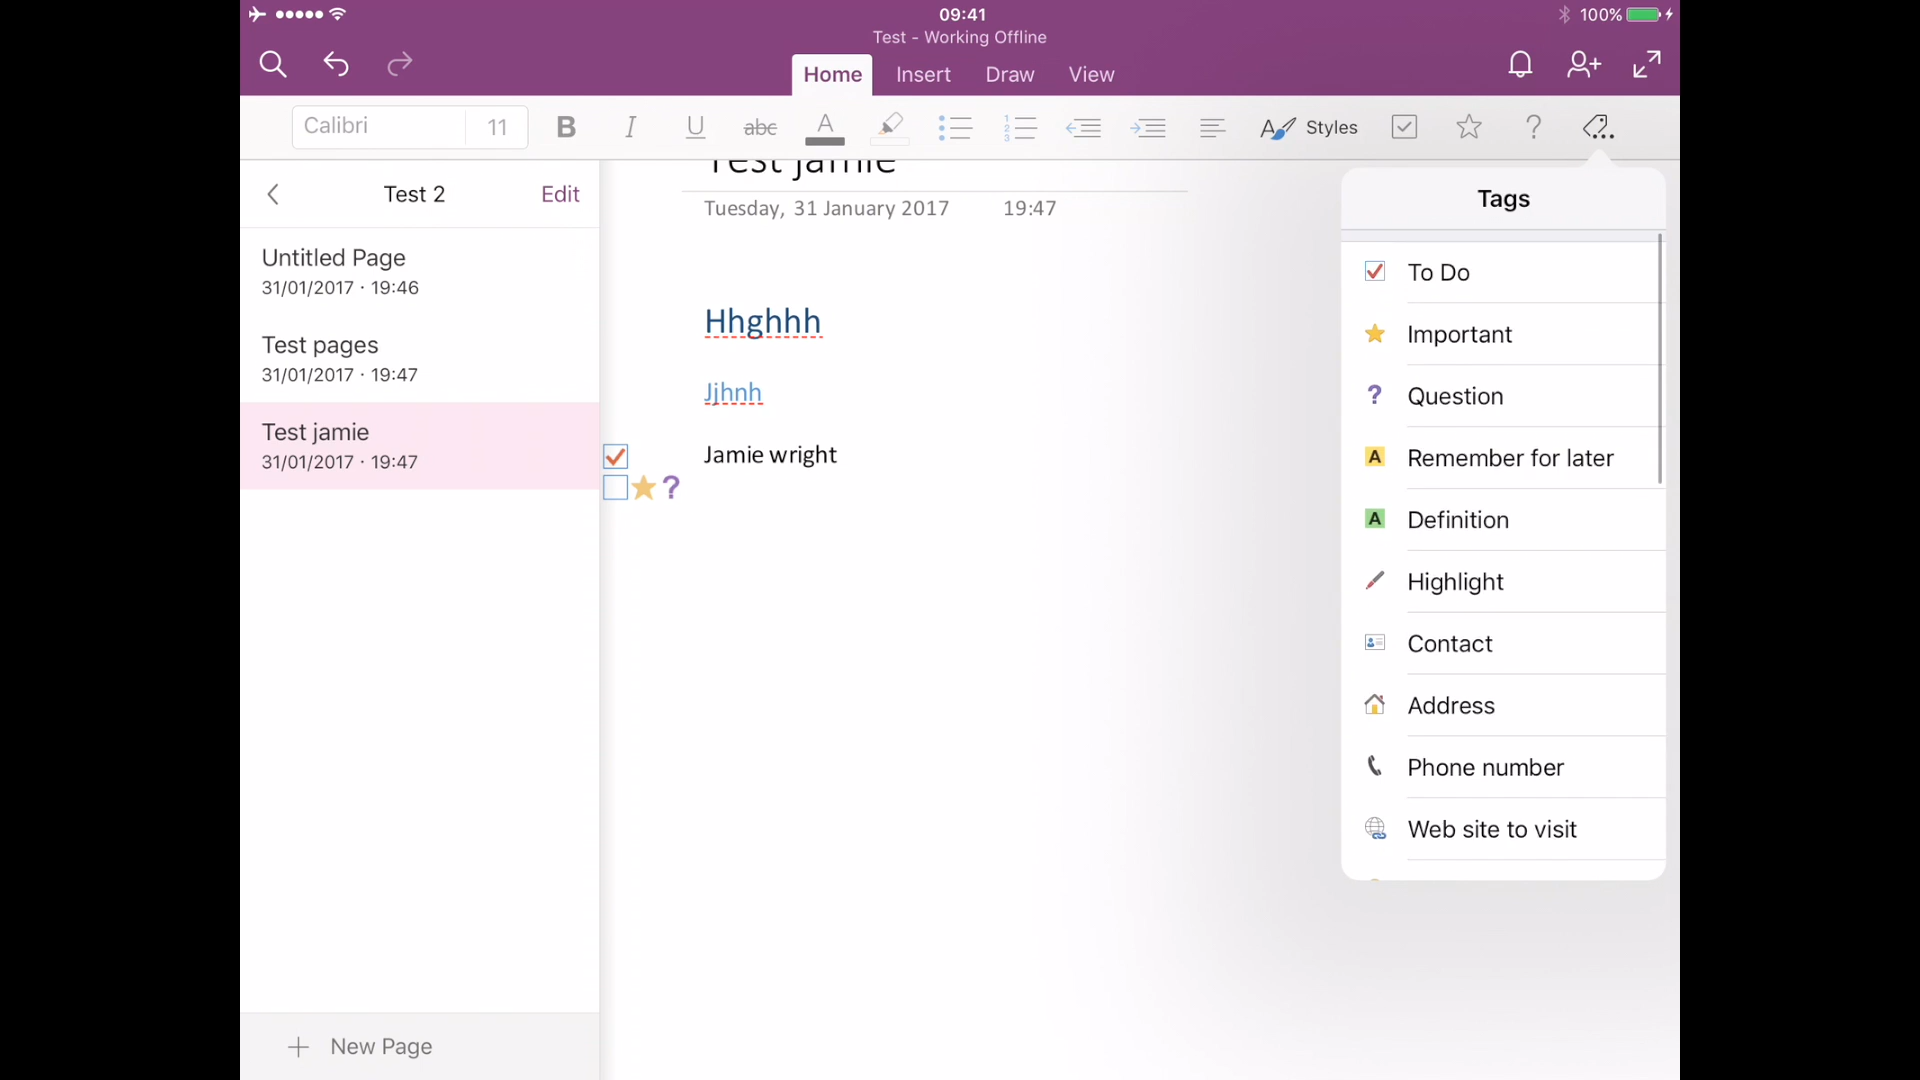 09:41
100%
Test - Working Offline
Home Insert Draw View
Calibri 11 B I U abc A Styles ?
Test 2 Edit
Untitled Page
31/01/2017 · 19:46
Test pages
31/01/2017 · 19:47
Test jamie
31/01/2017 · 19:47
New Page
Test jamie
Tuesday, 31 January 2017 19:47
Hhghhh
Jjhnh
Jamie wright
?
Tags
To Do
Important
? Question
A Remember for later
A Definition
Highlight
Contact
Address
Phone number
Web site to visit